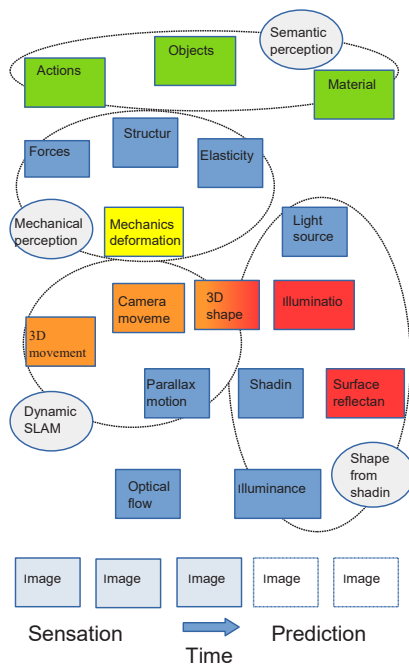 Semantic
perception
Objects
Actions
Material
Structur
Forces
Elasticity
Mechanical
perception
Mechanics
deformation
Light
source
Camera
moveme
3D
shape
Illuminatio
3D
movement
Parallax
motion
Shadin
Surface
reflectan
Dynamic
SLAM
Shape
from
shadin
Optical
flow
Illuminance
Image
Image
Image
Image
Image
Sensation
Prediction
Time